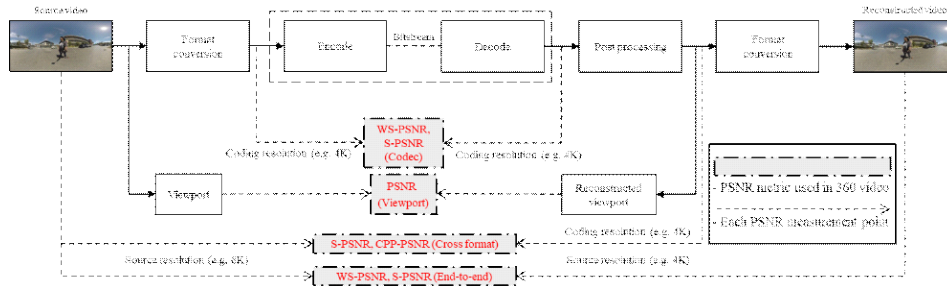 Source video
Reconstructed video
Format
conversion
Encode
Bitstream
Decode
Post processing
Format
conversion
WS-PSNR,
S-PSNR
(Codec)
Coding resolution (e.g. 4K)
Coding resolution (e.g. 4K)
Viewport
PSNR
(Viewport)
Reconstructed
viewport
- PSNR metric used in 360 video
- Each PSNR measurement point
Coding resolution (e.g. 4K)
S-PSNR, CPP-PSNR (Cross format)
Source resolution (e.g. 8K)
WS-PSNR, S-PSNR (End-to-end)
Source resolution (e.g. 4K)